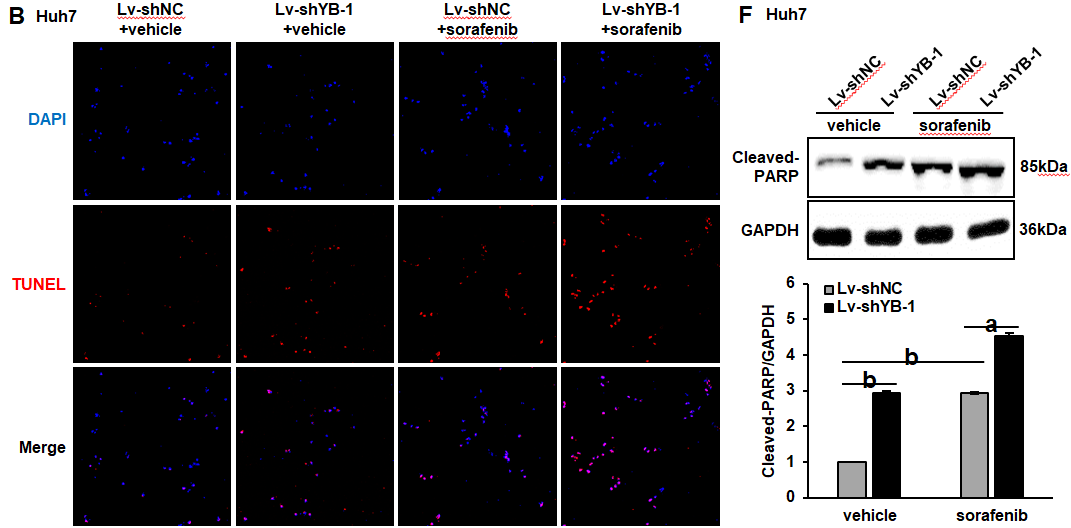 B Huh7
Lv-shNC
+vehicle
Lv-shYB-1
+vehicle
Lv-shNC
+sorafenib
Lv-shYB-1
+sorafenib
DAPI
TUNEL
Merge
F Huh7
Lv-shNC
Lv-shYB-1
Lv-shNC
Lv-shYB-1
vehicle
sorafenib
Cleaved-
PARP
85kDa
GAPDH
36kDa
Cleaved-PARP/GAPDH
6
5
4
3
2
1
0
Lv-shNC
Lv-shYB-1
b
b
a
vehicle
sorafenib